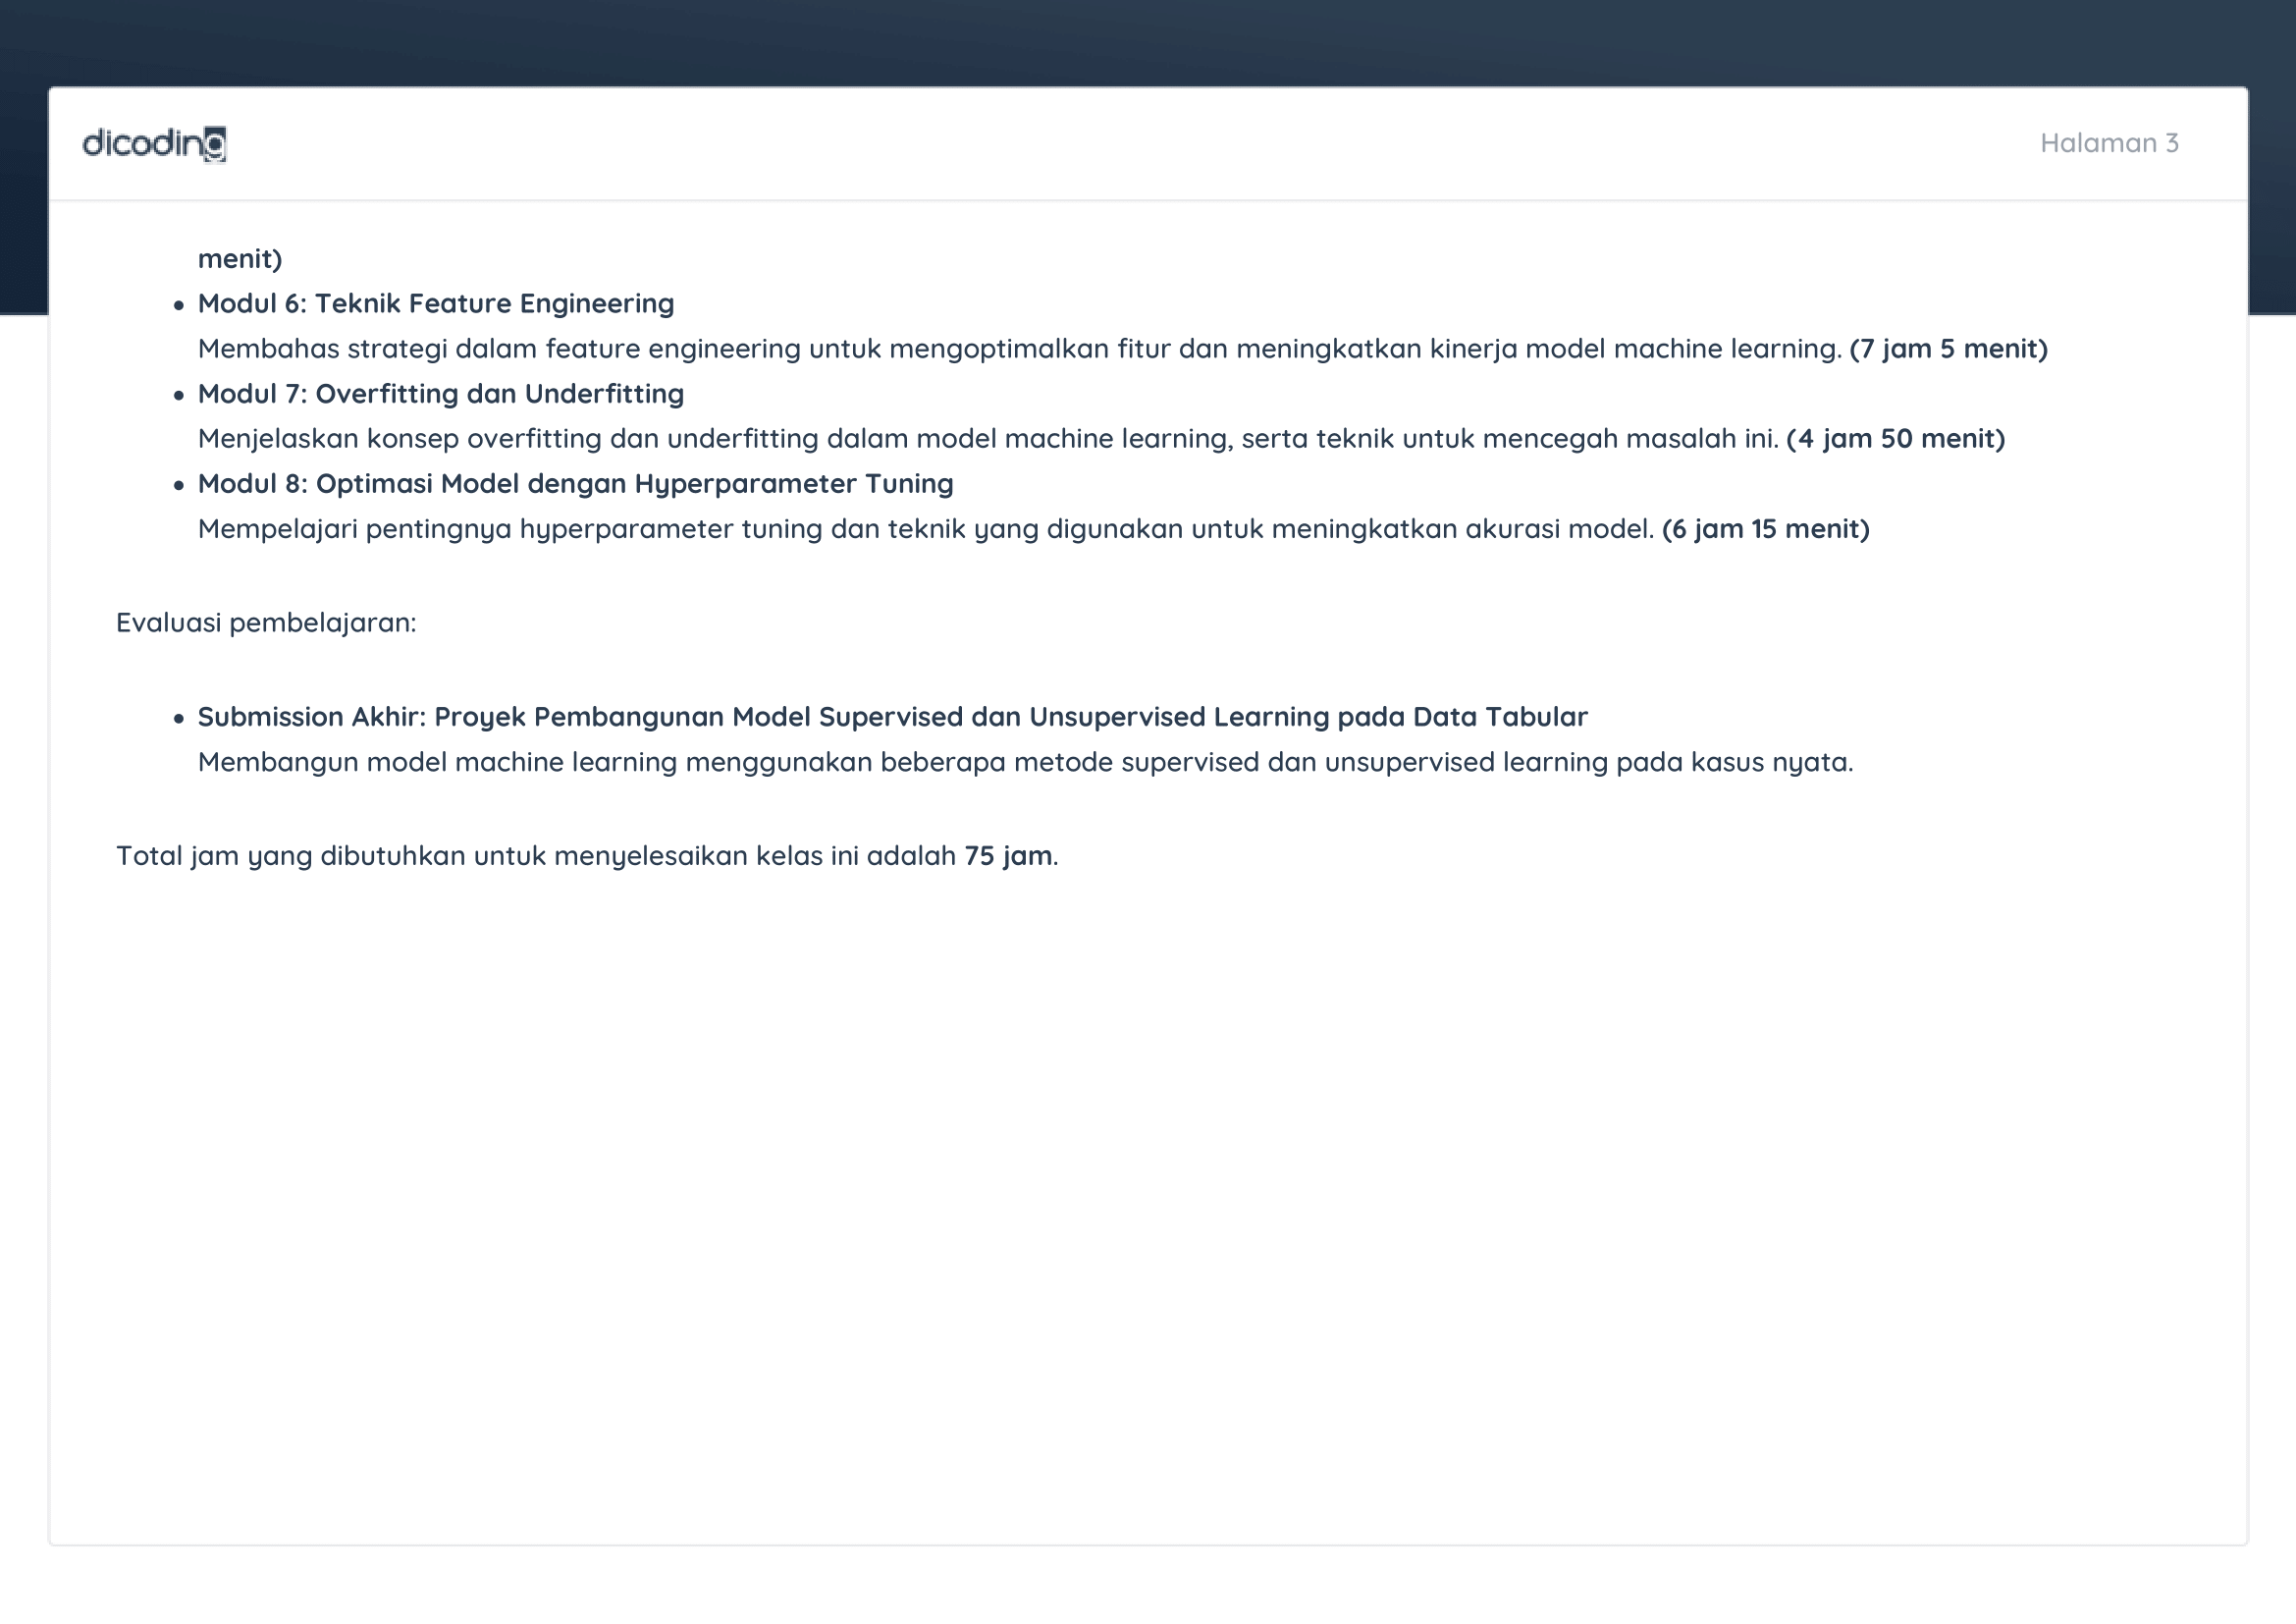 dicoding
Halaman 3
menit)
• Modul 6: Teknik Feature Engineering
Membahas strategi dalam feature engineering untuk mengoptimalkan fitur dan meningkatkan kinerja model machine learning. (7 jam 5 menit)
• Modul 7: Overfitting dan Underfitting
Menjelaskan konsep overfitting dan underfitting dalam model machine learning, serta teknik untuk mencegah masalah ini. (4 jam 50 menit)
• Modul 8: Optimasi Model dengan Hyperparameter Tuning
Mempelajari pentingnya hyperparameter tuning dan teknik yang digunakan untuk meningkatkan akurasi model. (6 jam 15 menit)
Evaluasi pembelajaran:
• Submission Akhir: Proyek Pembangunan Model Supervised dan Unsupervised Learning pada Data Tabular
Membangun model machine learning menggunakan beberapa metode supervised dan unsupervised learning pada kasus nyata.
Total jam yang dibutuhkan untuk menyelesaikan kelas ini adalah 75 jam.